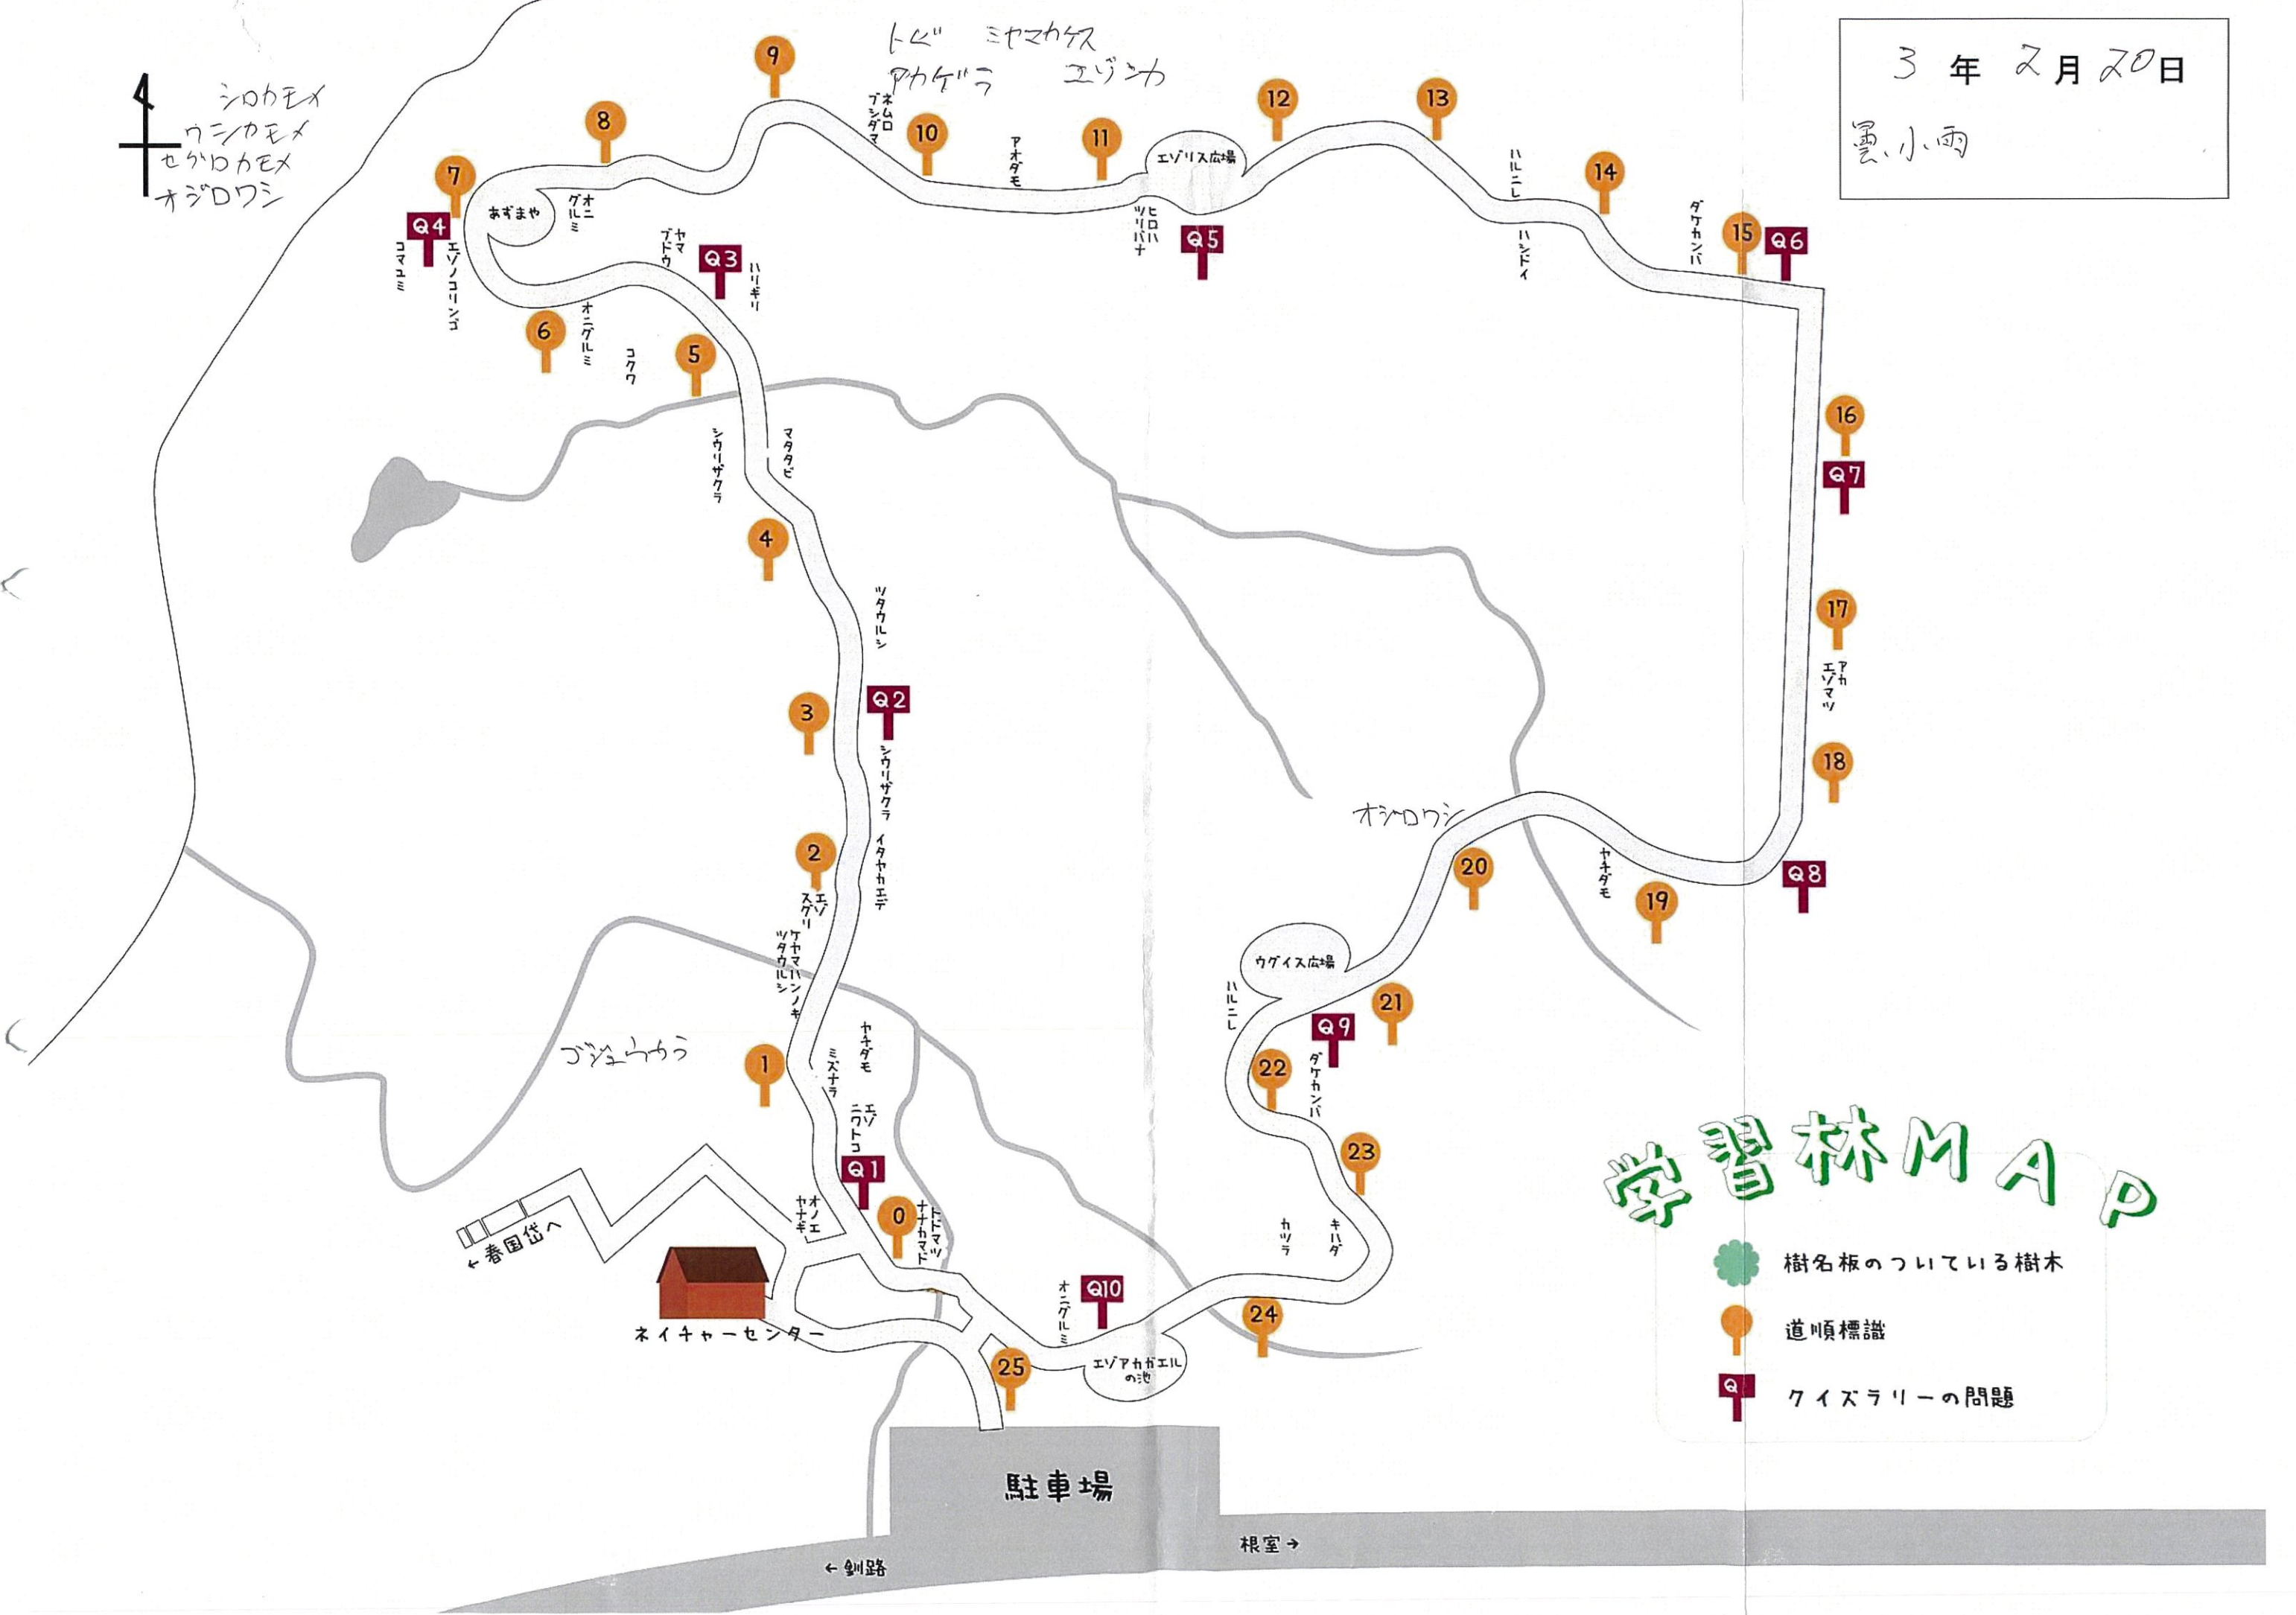 3年 2月 20日
曇、小雨
シロカモメ
ウミカモメ
セグロカモメ
オジロワシ
トビ ミヤマカケス
アカゲラ エゾシカ
9
8
7
Q4
あずまや
オニグルミ
ネムロブシダマ
10
アオダモ
11
エゾリス広場
ヒロハツリバナ
Q5
12
13
ハルニレ
ハシドイ
14
ダケカンバ
15
Q6
コマユミ
エゾノコリンゴ
6
オニグルミ
コクワ
ヤマブドウ
Q3
ハリギリ
5
シウリザクラ
マタタビ
4
ツタウルシ
3
Q2
シウリザクラ
2
イタヤカエデ
エゾスグリ
ケヤマハンノキ
ツタウルシ
ゴジュウカラ
1
ミズナラ
ヤチダモ
エゾニワトコ
Q1
オノエヤナギ
0
トドマツ
ナナカマド
16
Q7
17
アカエゾマツ
18
Q8
オジロワシ
20
ヤチダモ
19
ウグイス広場
ハルニレ
21
Q9
22
ダケカンバ
23
カツラ
キハダ
24
Q10
オニグルミ
エゾアカガエル
の池
25
←春国岱へ
ネイチャーセンター
駐車場
根室→
←釧路
学習林MAP
樹名板のついている樹木
道順標識
Q クイズラリーの問題